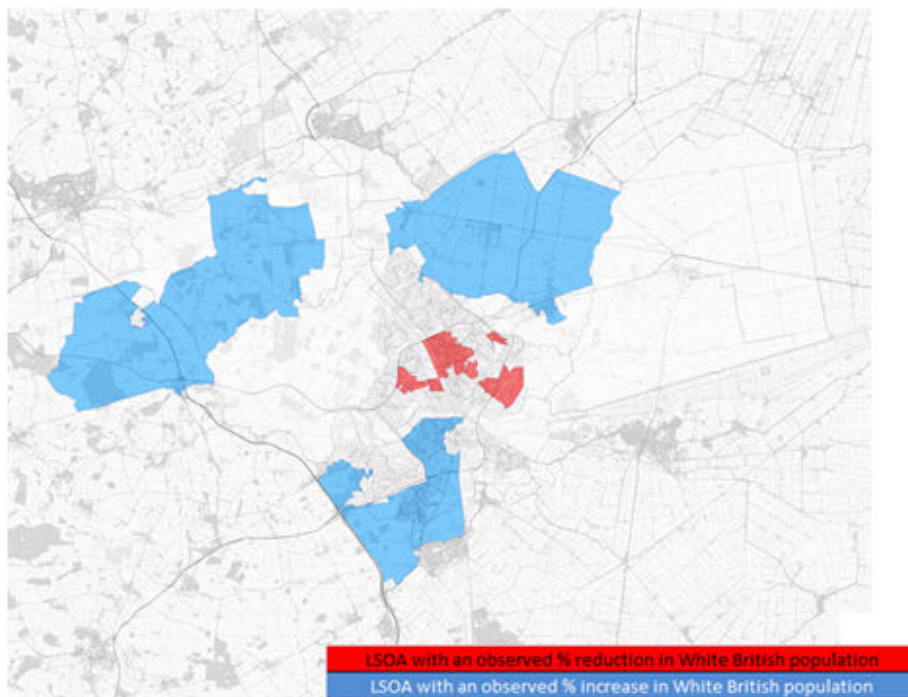 LSOA with an observed % reduction in White British population
LSOA with an observed % increase in White British population